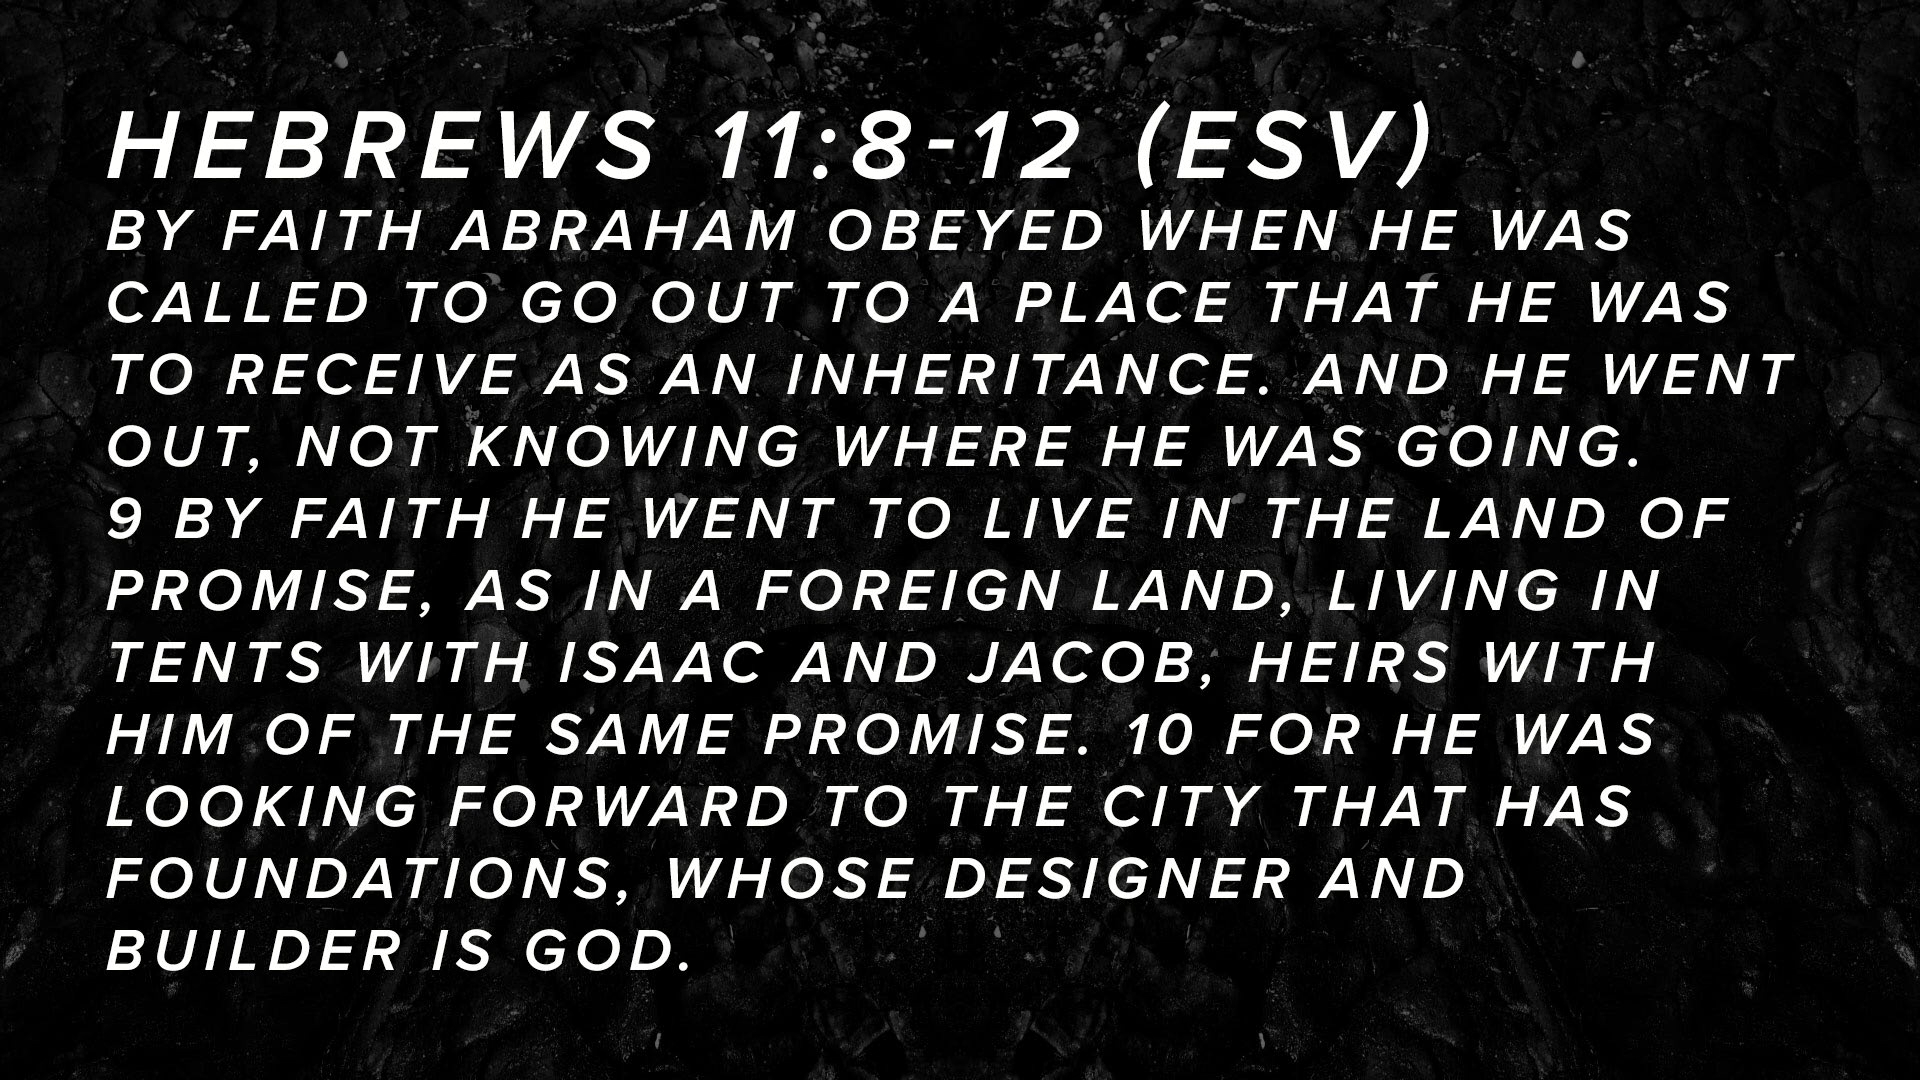 HEBREWS 11:8-12 (ESV)
BY FAITH ABRAHAM OBEYED WHEN HE WAS
CALLED TO GO OUT TO A PLACE THAT HE WAS
TO RECEIVE AS AN INHERITANCE. AND HE WENT
OUT, NOT KNOWING WHERE HE WAS GOING.
9 BY FAITH HE WENT TO LIVE IN THE LAND OF
PROMISE, AS IN A FOREIGN LAND, LIVING IN
TENTS WITH ISAAC AND JACOB, HEIRS WITH
HIM OF THE SAME PROMISE. 10 FOR HE WAS
LOOKING FORWARD TO THE CITY THAT HAS
FOUNDATIONS, WHOSE DESIGNER AND
BUILDER IS GOD.